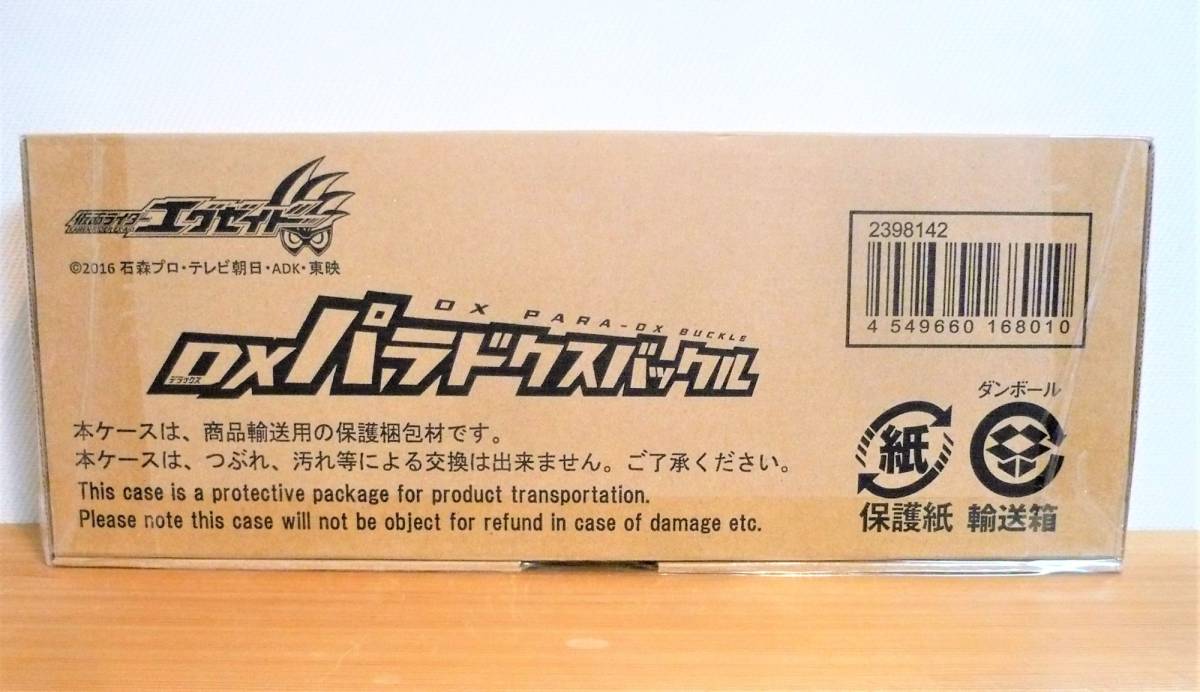 仮面ライダー エグゼイド
©2016 石森プロ・テレビ朝日・ADK・東映
2398142
4 549660 168010
DX PARA-DX BUCKLE
DXパラドクスバックル
デラックス
本ケースは、商品輸送用の保護梱包材です。
本ケースは、つぶれ、汚れ等による交換は出来ません。ご了承ください。
This case is a protective package for product transportation.
Please note this case will not be object for refund in case of damage etc.
ダンボール
紙
保護紙 輸送箱